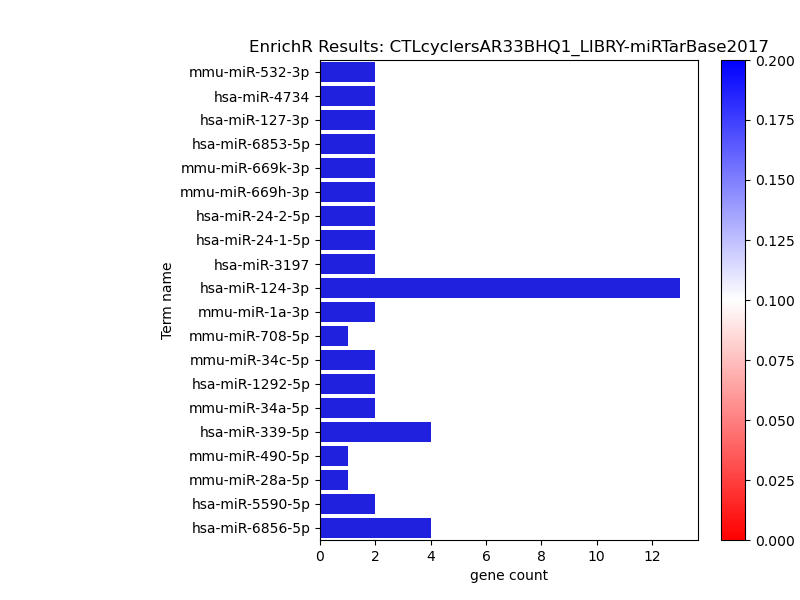 EnrichR Results: CTLcyclersAR33BHQ1_LIBRY-miRTarBase2017
mmu-miR-532-3p
hsa-miR-4734
hsa-miR-127-3p
hsa-miR-6853-5p
mmu-miR-669k-3p
mmu-miR-669h-3p
hsa-miR-24-2-5p
hsa-miR-24-1-5p
hsa-miR-3197
hsa-miR-124-3p
mmu-miR-1a-3p
mmu-miR-708-5p
mmu-miR-34c-5p
hsa-miR-1292-5p
mmu-miR-34a-5p
hsa-miR-339-5p
mmu-miR-490-5p
mmu-miR-28a-5p
hsa-miR-5590-5p
hsa-miR-6856-5p
Term name
0 2 4 6 8 10 12
gene count
0.200
0.175
0.150
0.125
0.100
0.075
0.050
0.025
0.000